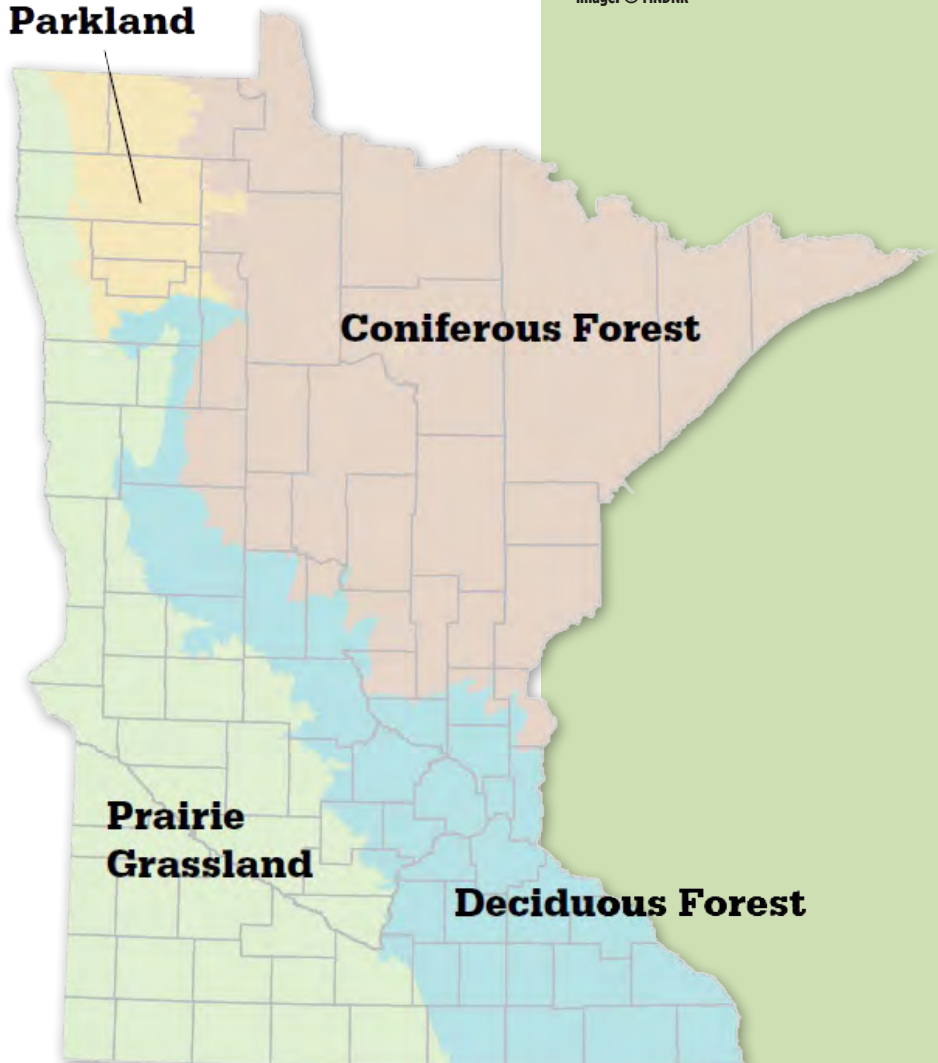 Parkland
Coniferous Forest
Prairie
Grassland
Deciduous Forest